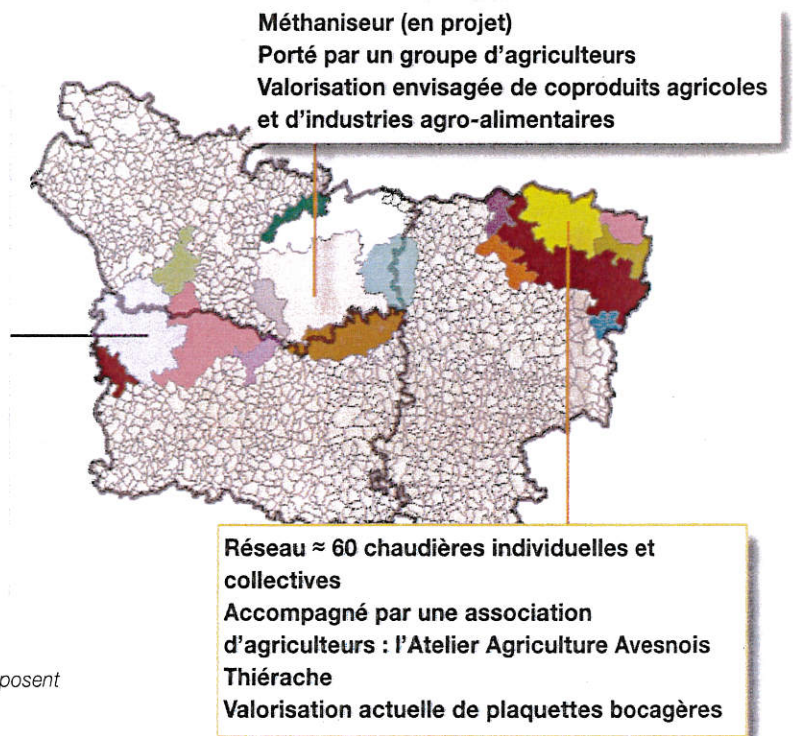 Méthaniseur (en projet)
Porté par un groupe d'agriculteurs
Valorisation envisagée de coproduits agricoles
et d'industries agro-alimentaires
Réseau ≈ 60 chaudières individuelles et
collectives
Accompagné par une association
d'agriculteurs : l'Atelier Agriculture Avesnois
Thiérache
Valorisation actuelle de plaquettes bocagères
posent